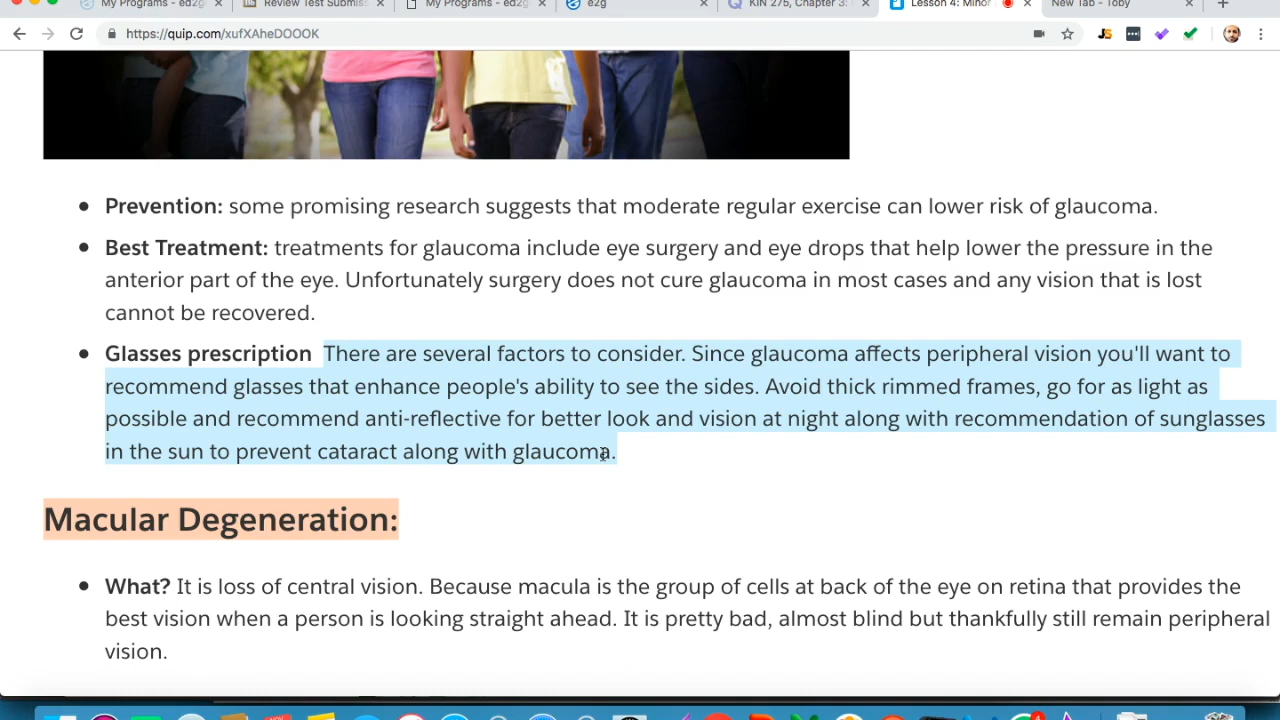 My Programs - ed2g
Review Test Submiss
My Programs - ed2g
e2g
KIN 275, Chapter 3:
Lesson 4: Minor
New Tab - Toby
https://quip.com/xufXAheDOOOK
JS
Prevention: some promising research suggests that moderate regular exercise can lower risk of glaucoma.
Best Treatment: treatments for glaucoma include eye surgery and eye drops that help lower the pressure in the
anterior part of the eye. Unfortunately surgery does not cure glaucoma in most cases and any vision that is lost
cannot be recovered.
Glasses prescription There are several factors to consider. Since glaucoma affects peripheral vision you'll want to
recommend glasses that enhance people's ability to see the sides. Avoid thick rimmed frames, go for as light as
possible and recommend anti-reflective for better look and vision at night along with recommendation of sunglasses
in the sun to prevent cataract along with glaucoma.
Macular Degeneration:
What? It is loss of central vision. Because macula is the group of cells at back of the eye on retina that provides the
best vision when a person is looking straight ahead. It is pretty bad, almost blind but thankfully still remain peripheral
vision.